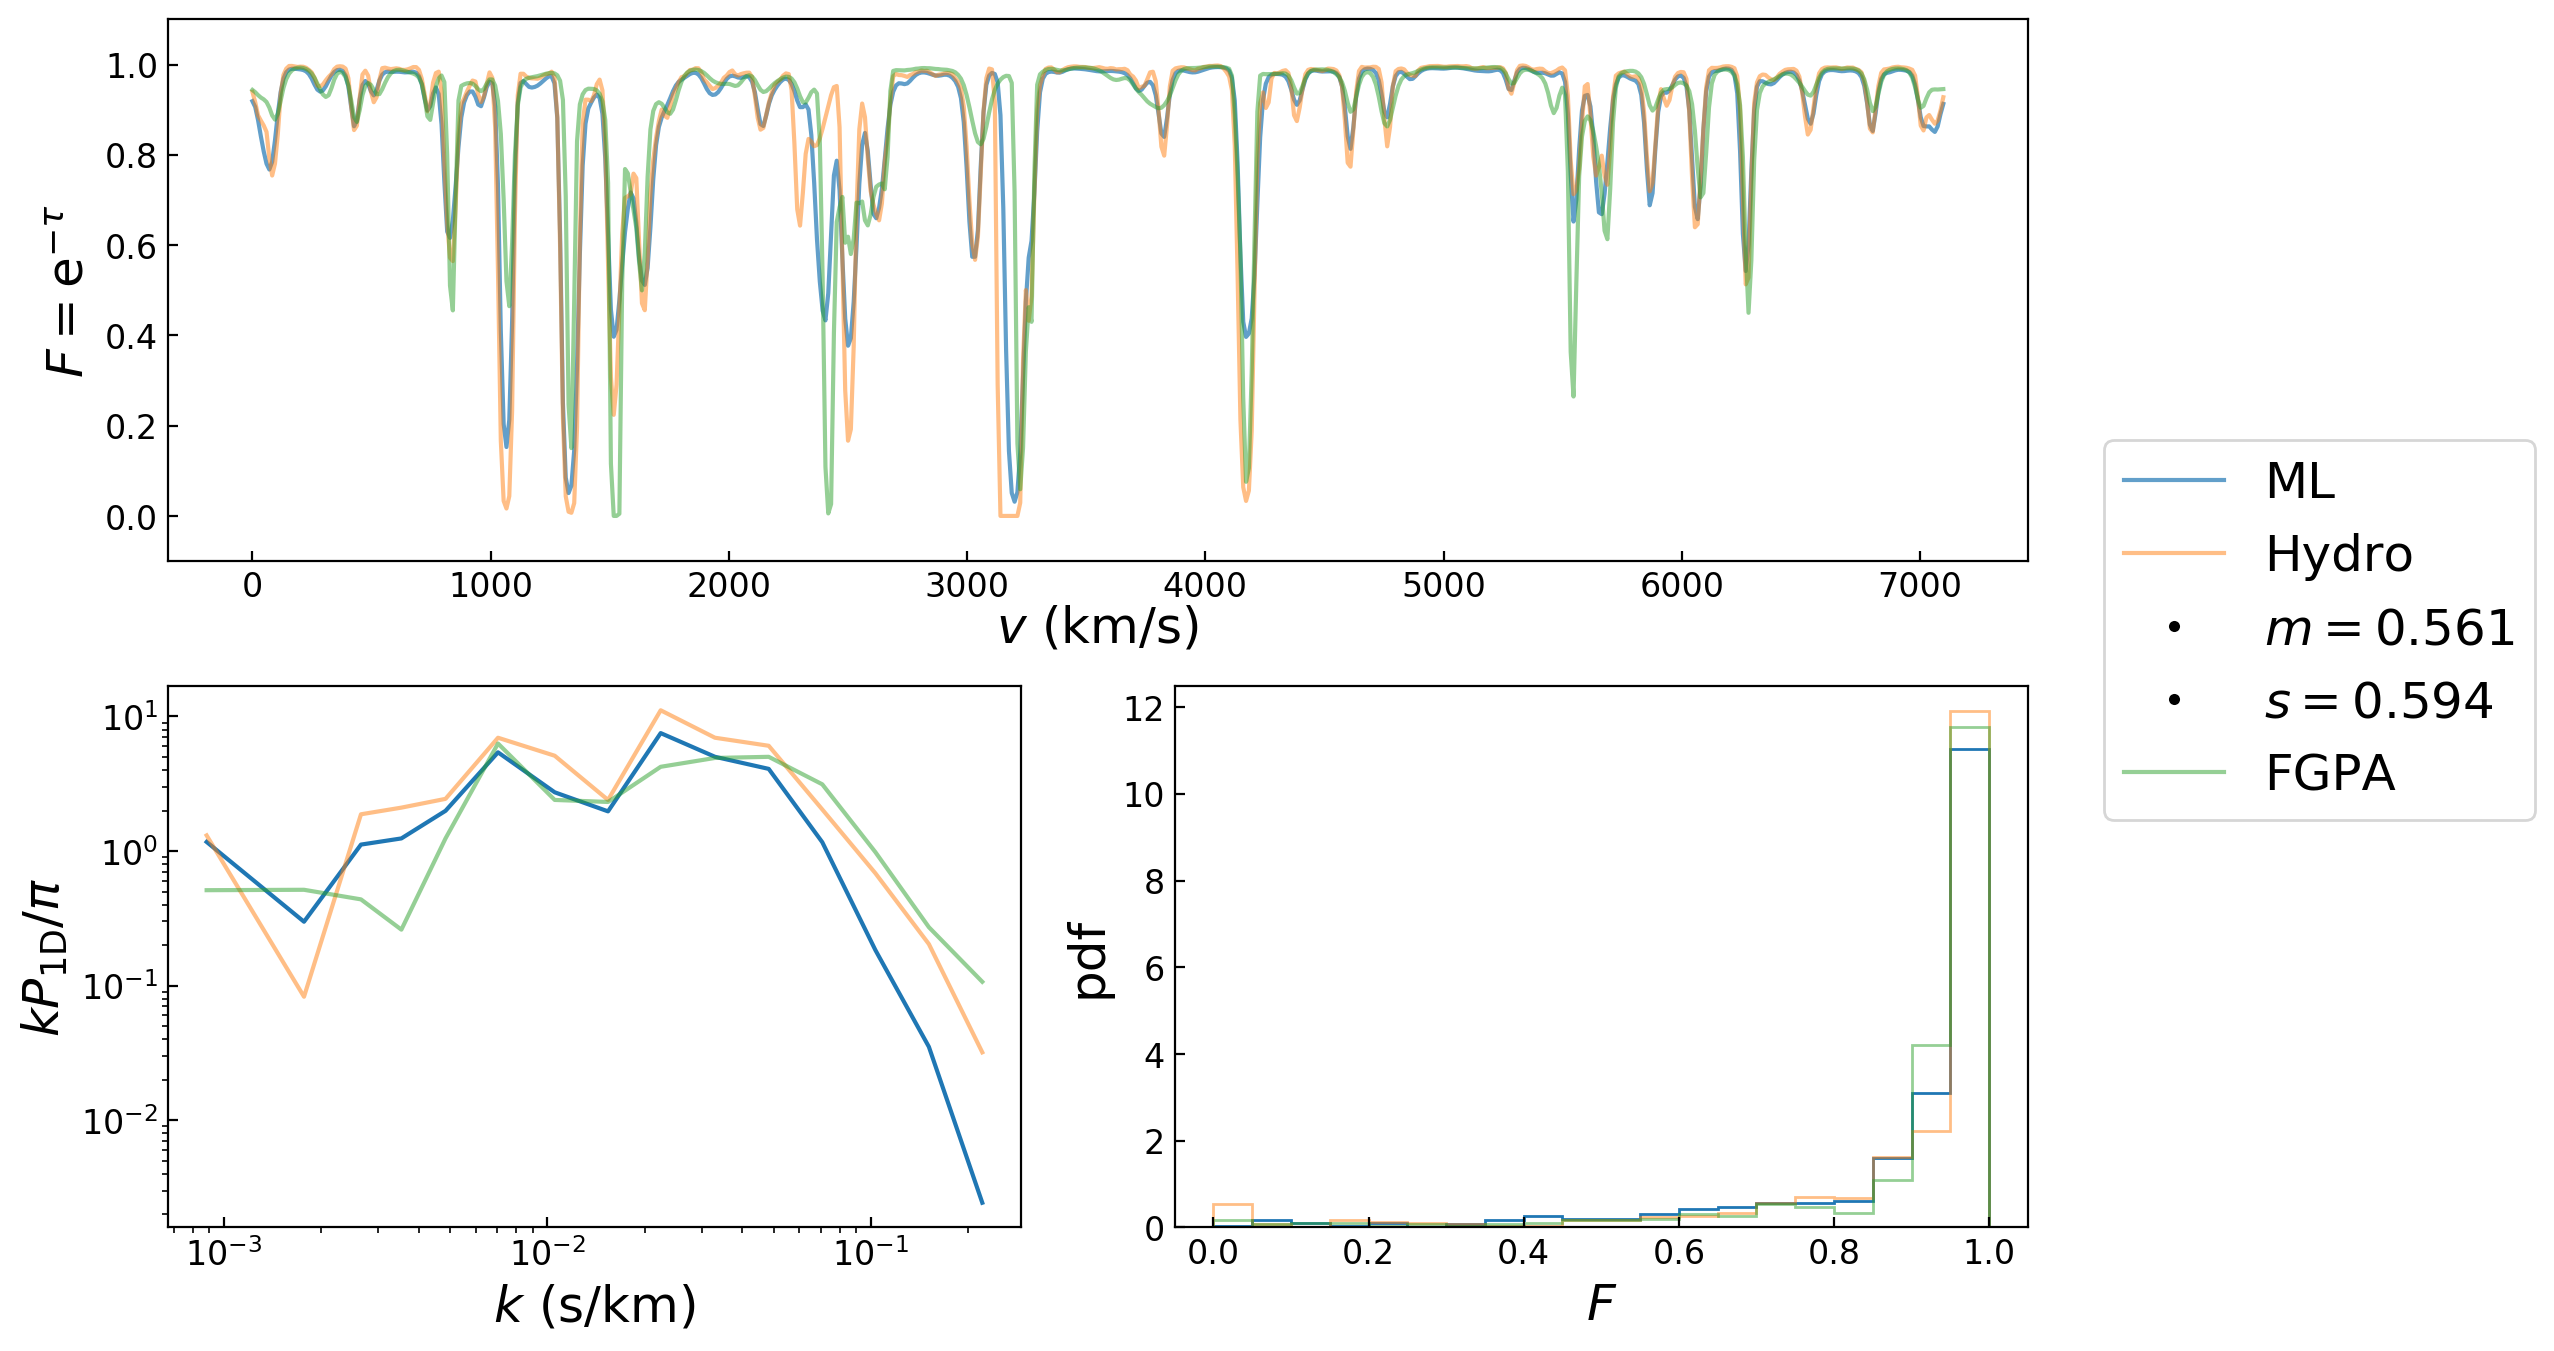 1.0
0.8
0.6
0.4
0.2
0.0
F = e^{−τ}
0 1000 2000 3000 4000 5000 6000 7000
v (km/s)
ML
Hydro
m = 0.561
s = 0.594
FGPA
10^1
10^0
10^{−1}
10^{−2}
kP_{1D}/π
10^{−3} 10^{−2} 10^{−1}
k (s/km)
12
10
8
6
4
2
0
pdf
0.0 0.2 0.4 0.6 0.8 1.0
F